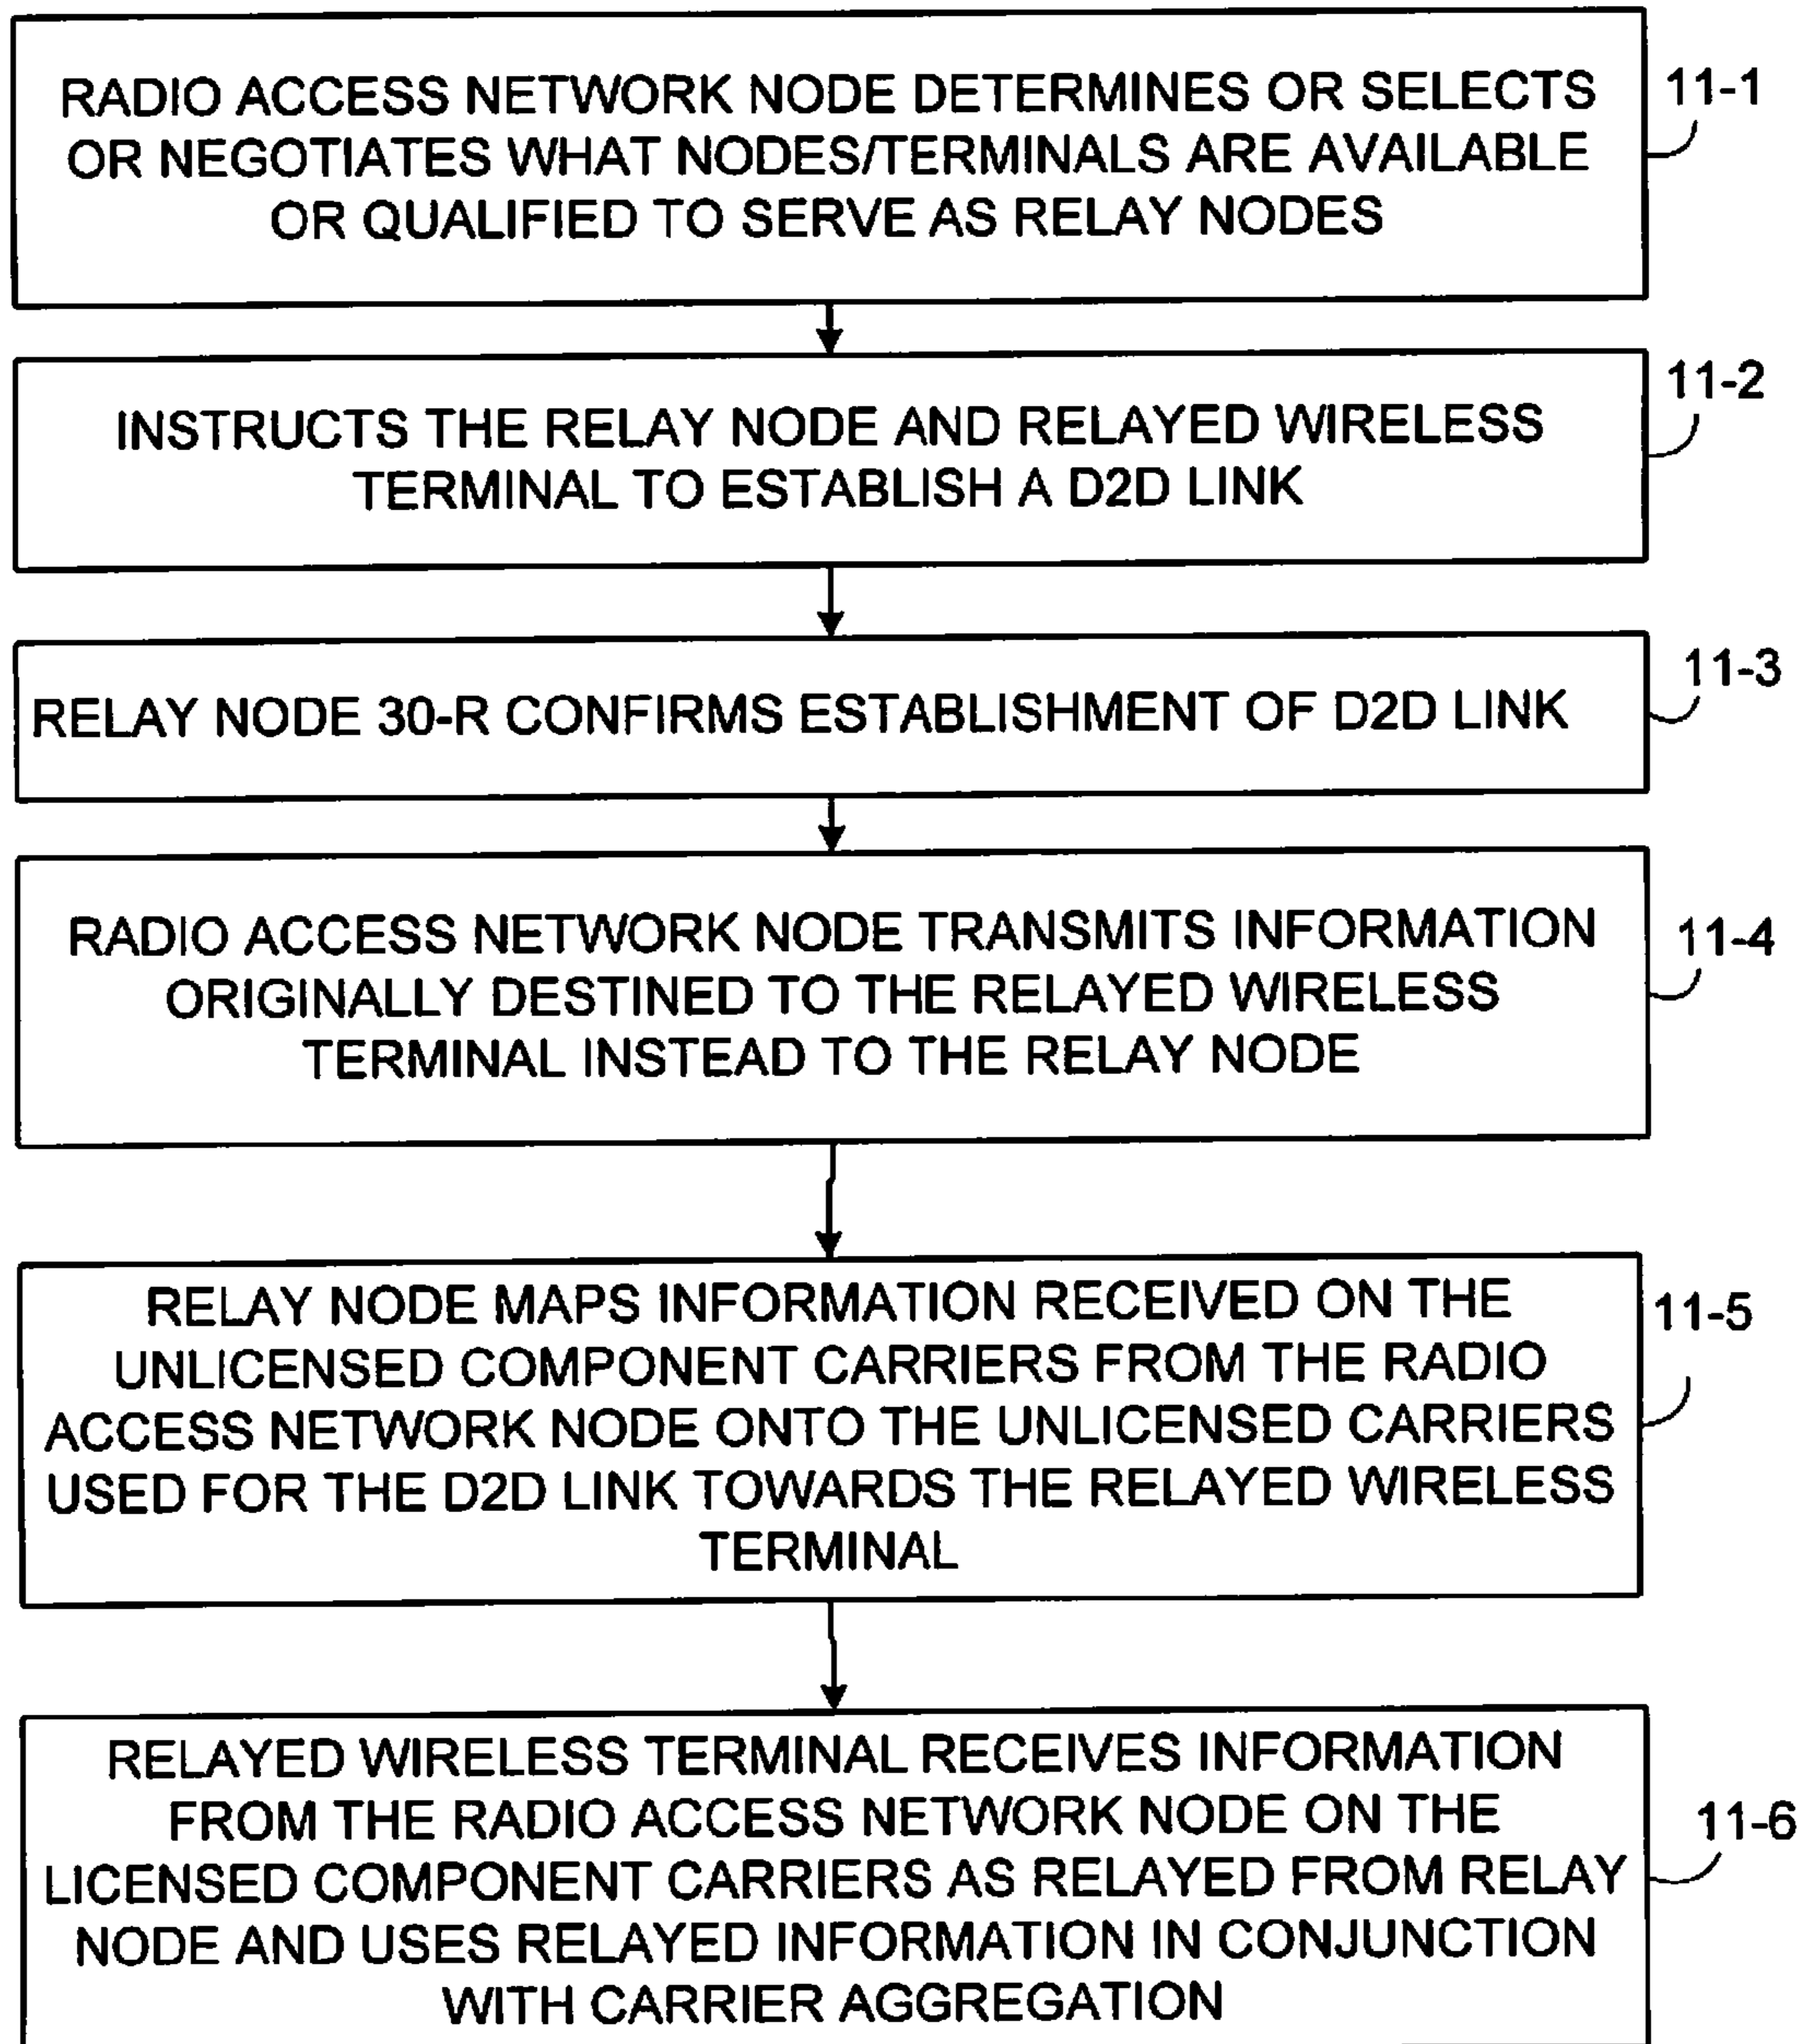 RADIO ACCESS NETWORK NODE DETERMINES OR SELECTS
OR NEGOTIATES WHAT NODES/TERMINALS ARE AVAILABLE
OR QUALIFIED TO SERVE AS RELAY NODES
11-1
INSTRUCTS THE RELAY NODE AND RELAYED WIRELESS
TERMINAL TO ESTABLISH A D2D LINK
11-2
RELAY NODE 30-R CONFIRMS ESTABLISHMENT OF D2D LINK
11-3
RADIO ACCESS NETWORK NODE TRANSMITS INFORMATION
ORIGINALLY DESTINED TO THE RELAYED WIRELESS
TERMINAL INSTEAD TO THE RELAY NODE
11-4
RELAY NODE MAPS INFORMATION RECEIVED ON THE
UNLICENSED COMPONENT CARRIERS FROM THE RADIO
ACCESS NETWORK NODE ONTO THE UNLICENSED CARRIERS
USED FOR THE D2D LINK TOWARDS THE RELAYED WIRELESS
TERMINAL
11-5
RELAYED WIRELESS TERMINAL RECEIVES INFORMATION
FROM THE RADIO ACCESS NETWORK NODE ON THE
LICENSED COMPONENT CARRIERS AS RELAYED FROM RELAY
NODE AND USES RELAYED INFORMATION IN CONJUNCTION
WITH CARRIER AGGREGATION
11-6